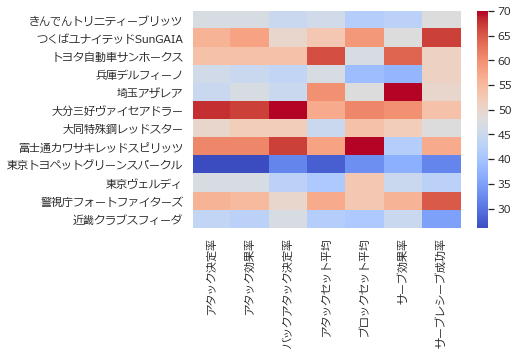 きんでんトリニティーブリッツ
つくばユナイテッドSunGAIA
トヨタ自動車サンホークス
兵庫デルフィーノ
埼玉アザレア
大分三好ヴァイセアドラー
大同特殊鋼レッドスター
富士通カワサキレッドスピリッツ
東京トヨペットグリーンスパークル
東京ヴェルディ
警視庁フォートファイターズ
近畿クラブスフィーダ
アタック決定率
アタック効果率
バックアタック決定率
アタックセット平均
ブロックセット平均
サーブ効果率
サーブレシーブ成功率
70
65
60
55
50
45
40
35
30